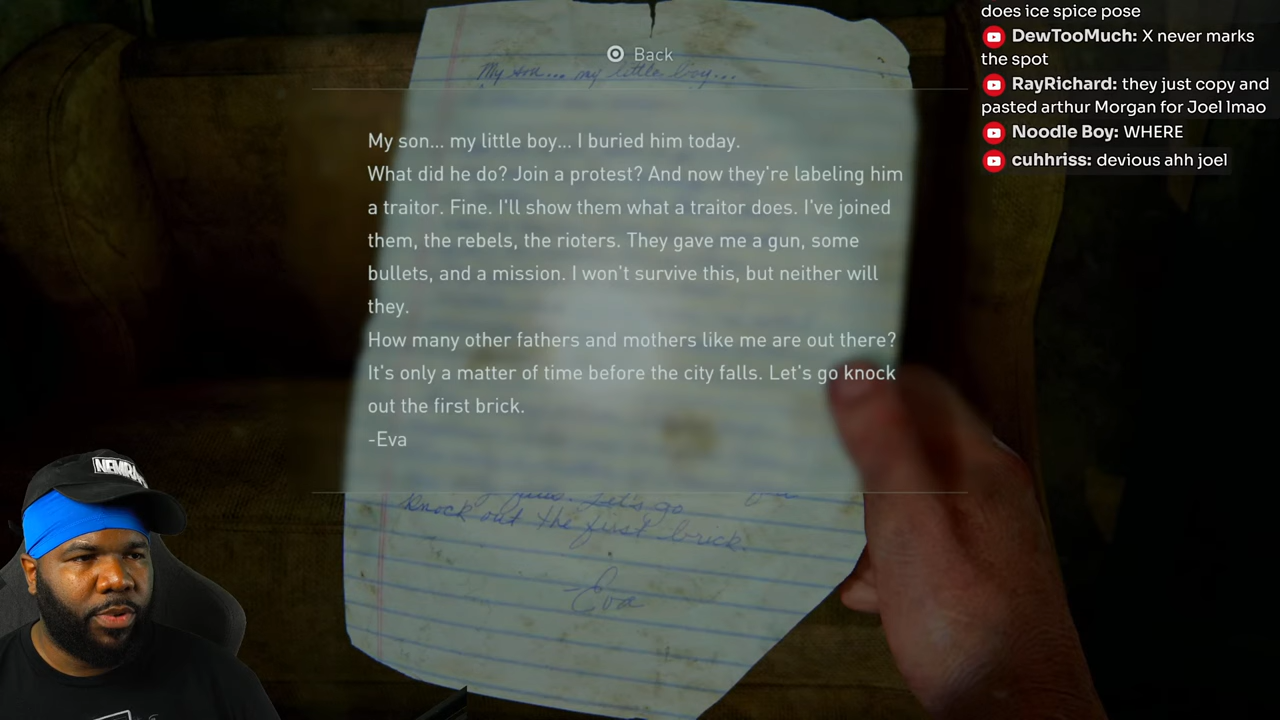 does ice spice pose
DewTooMuch: X never marks
the spot
RayRichard: they just copy and
pasted arthur Morgan for Joel lmao
Noodle Boy: WHERE
cuhhriss: devious ahh joel
Back
My son... my little boy...
My son... my little boy... I buried him today.
What did he do? Join a protest? And now they're labeling him
a traitor. Fine. I'll show them what a traitor does. I've joined
them, the rebels, the rioters. They gave me a gun, some
bullets, and a mission. I won't survive this, but neither will
they.
How many other fathers and mothers like me are out there?
It's only a matter of time before the city falls. Let's go knock
out the first brick.
-Eva
Let's go
knock out the first brick.
-Eva